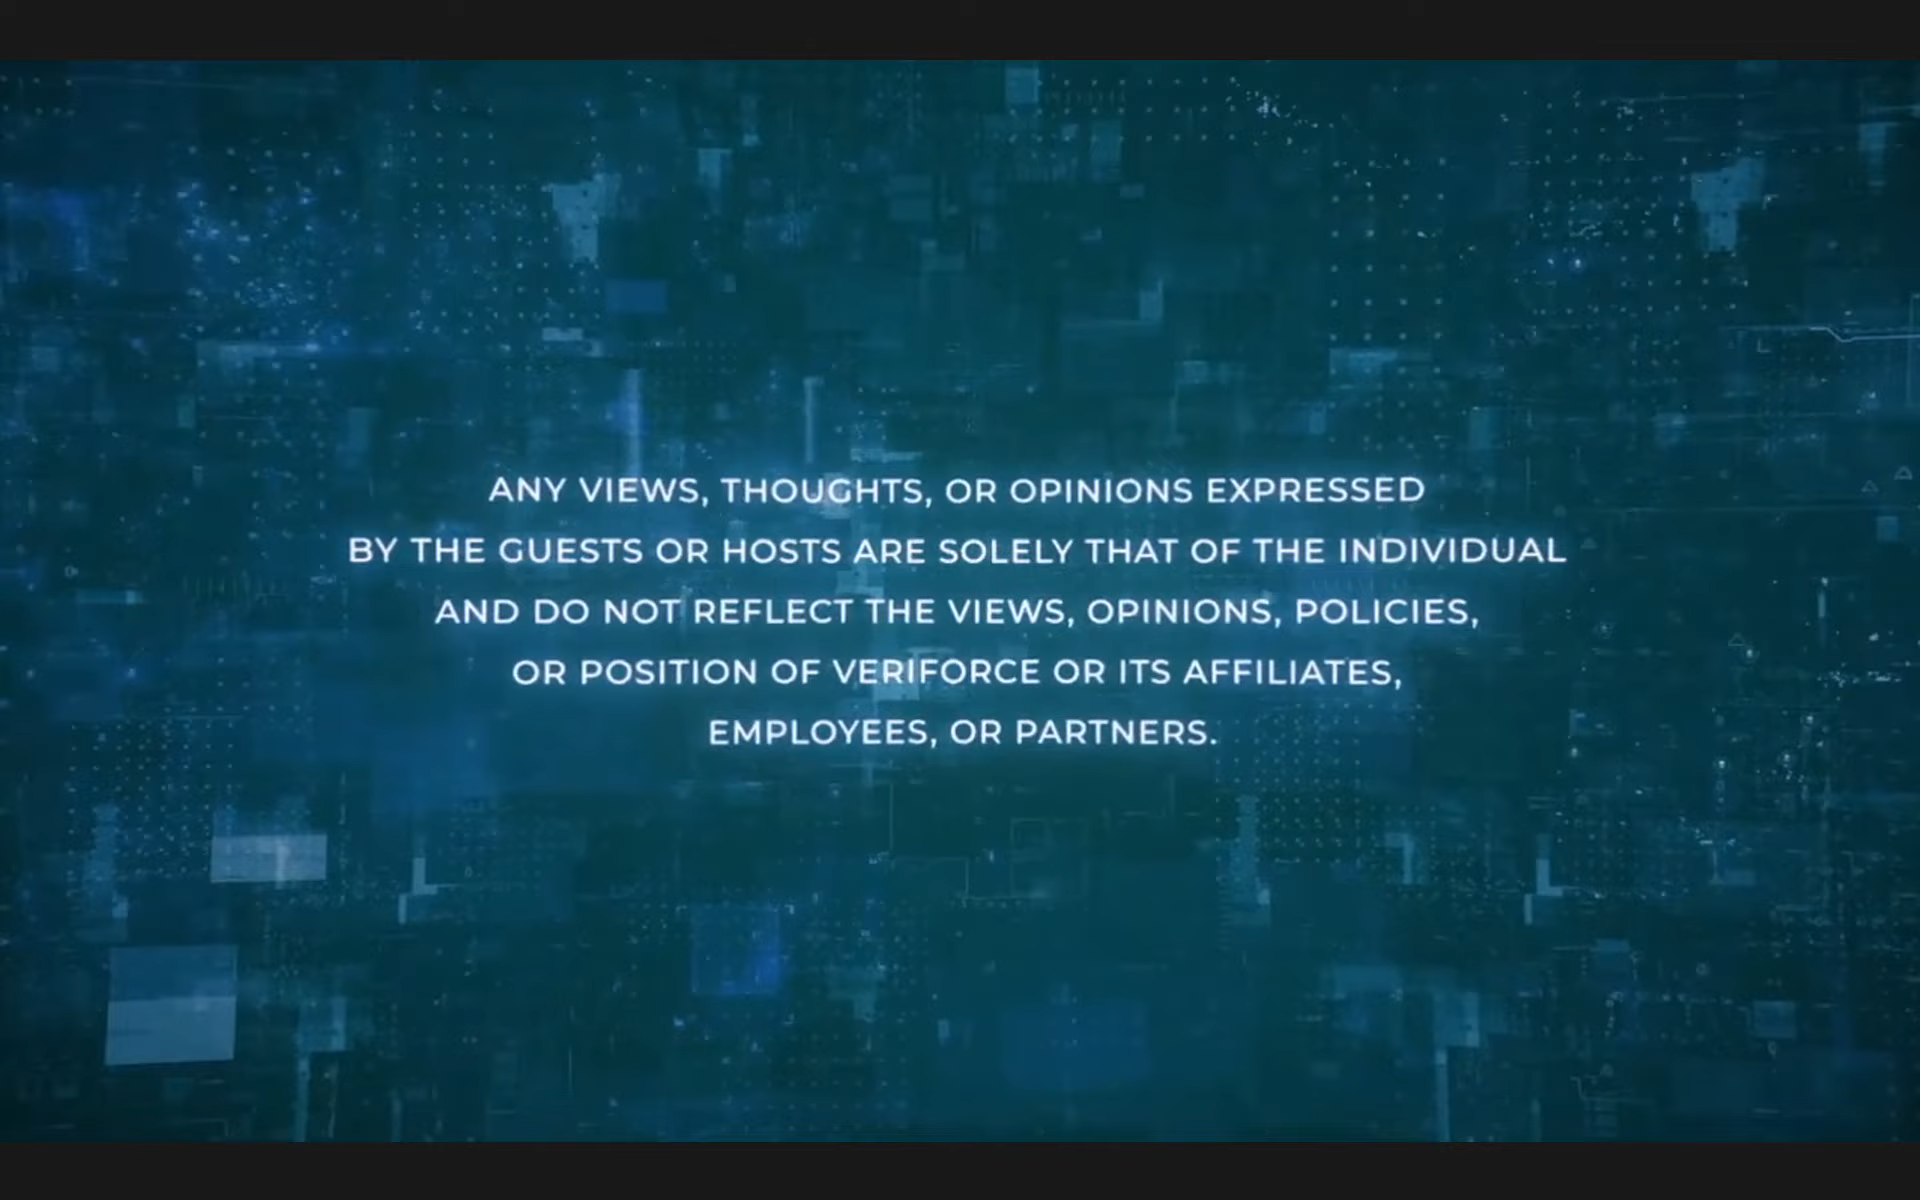 ANY VIEWS, THOUGHTS, OR OPINIONS EXPRESSED
BY THE GUESTS OR HOSTS ARE SOLELY THAT OF THE INDIVIDUAL
AND DO NOT REFLECT THE VIEWS, OPINIONS, POLICIES,
OR POSITION OF VERIFORCE OR ITS AFFILIATES,
EMPLOYEES, OR PARTNERS.